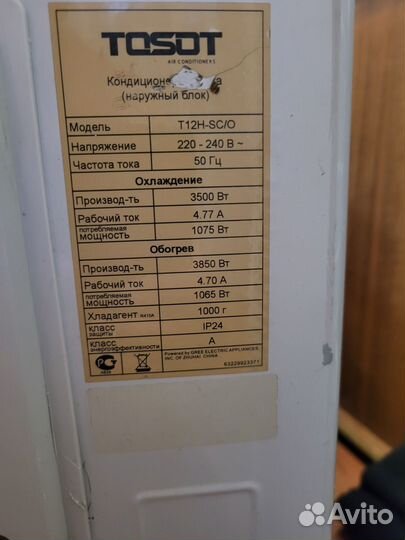 TOSOT
AIR CONDITIONERS
(наружный блок)
Модель T12H-SC/O
Напряжение 220 - 240 В ~
Частота тока 50 Гц
Охлаждение
Производ-ть 3500 Вт
Рабочий ток 4.77 А
потребляемая мощность 1075 Вт
Обогрев
Производ-ть 3850 Вт
Рабочий ток 4.70 А
потребляемая мощность 1065 Вт
Хладагент R410A 1000 г
класс защиты IP24
класс энергоэффективности А
Powered by GREE ELECTRIC APPLIANCES,
INC. OF ZHUHAI, CHINA
63229923371
Avito